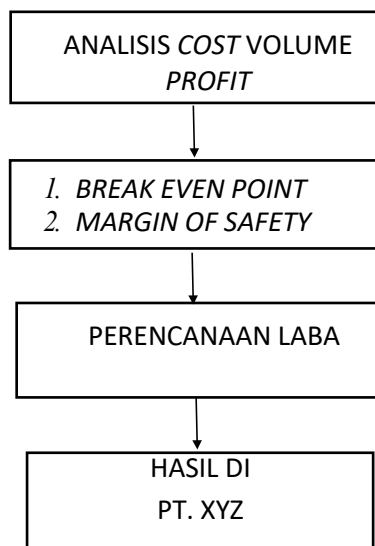 ANALISIS COST VOLUME
PROFIT
1. BREAK EVEN POINT
2. MARGIN OF SAFETY
PERENCANAAN LABA
HASIL DI
PT. XYZ